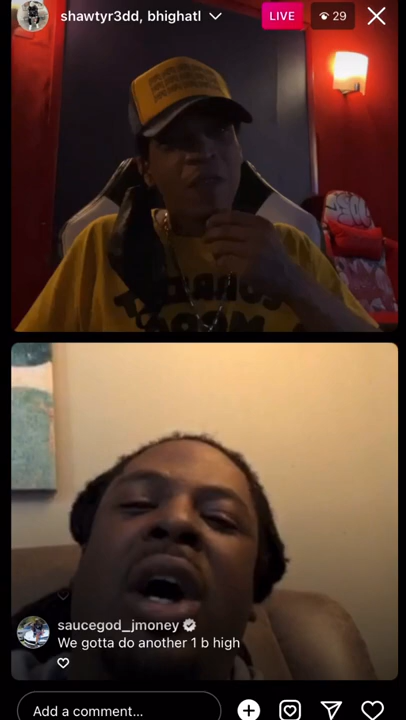 shawtyr3dd, bhighatl
LIVE
29
saucegod_jmoney
We gotta do another 1 b high
Add a comment...